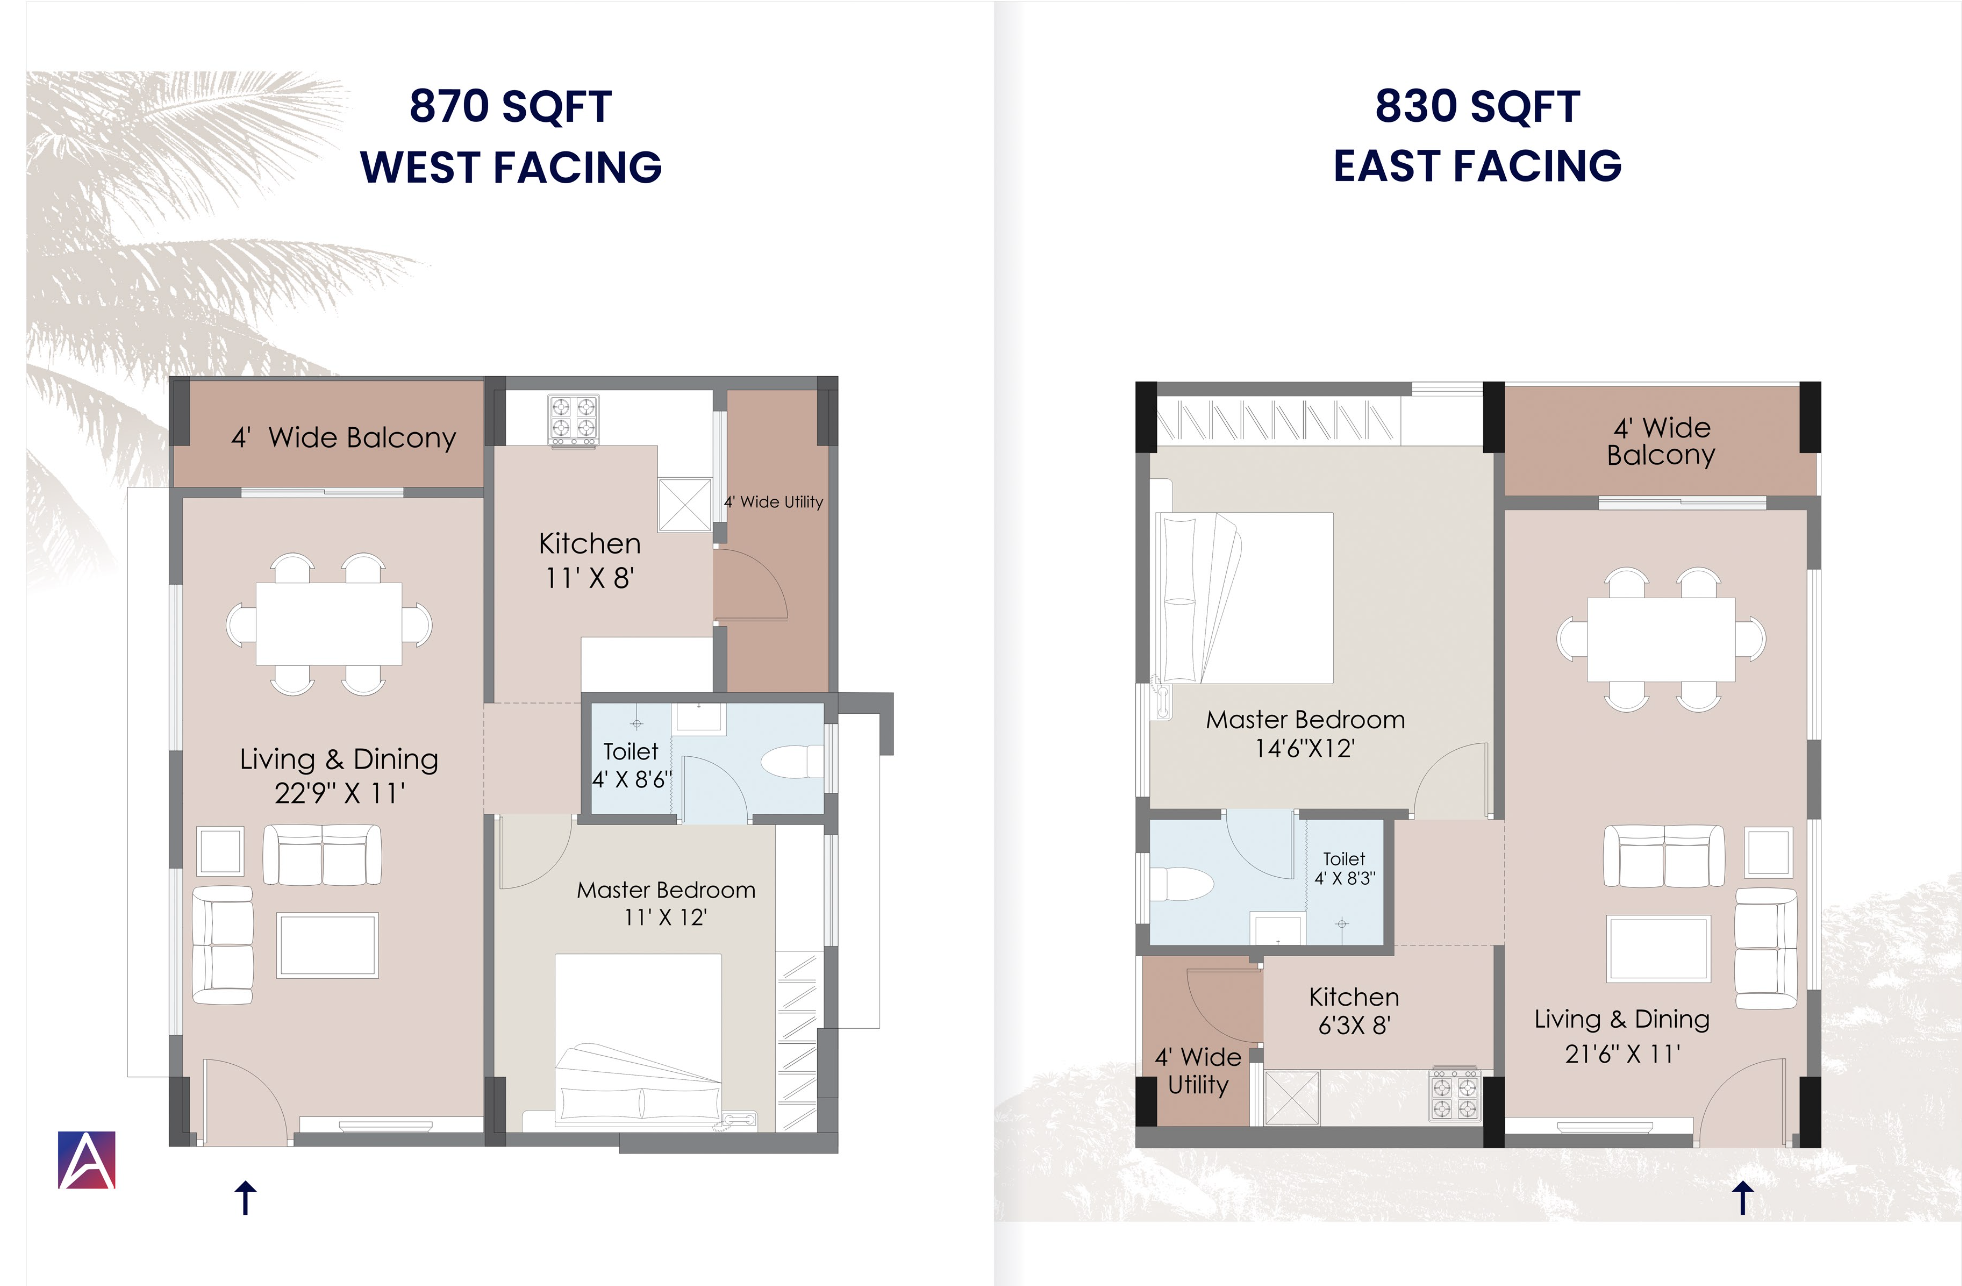 870 SQFT
WEST FACING
4' Wide Balcony
4' Wide Utility
Kitchen
11' X 8'
Toilet
4' X 8'6"
Living & Dining
22'9" X 11'
Master Bedroom
11' X 12'
830 SQFT
EAST FACING
4' Wide
Balcony
Master Bedroom
14'6"X12'
Toilet
4' X 8'3"
Kitchen
6'3X 8'
4' Wide
Utility
Living & Dining
21'6" X 11'